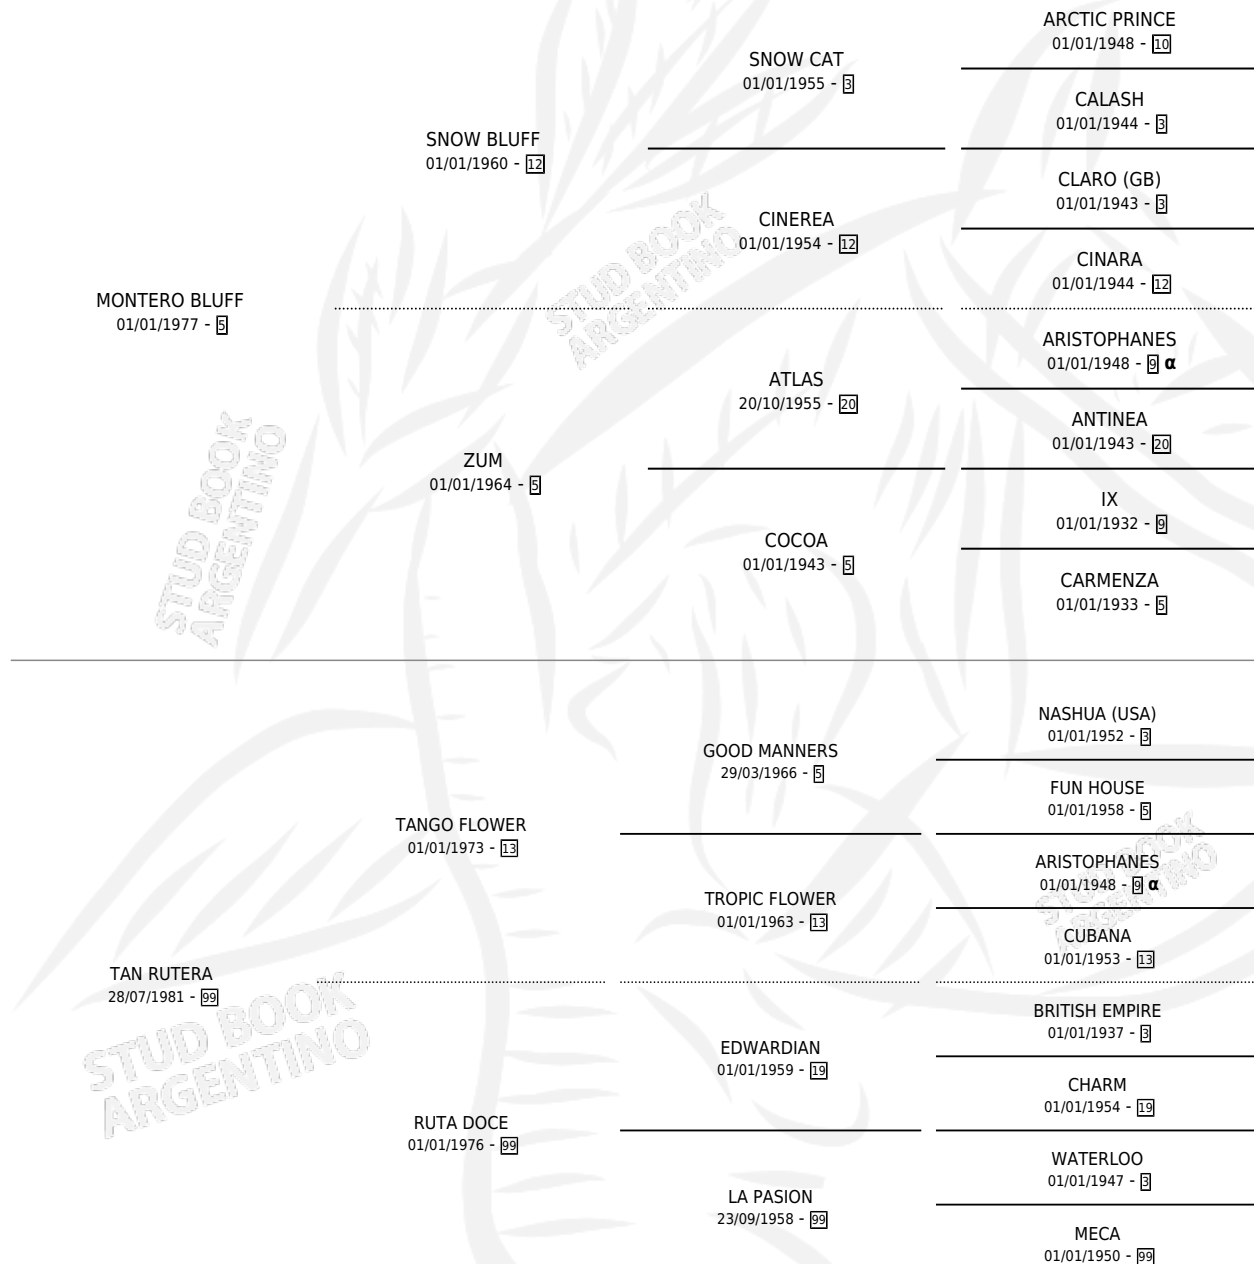 ARCTIC PRINCE
01/01/1948 - 10
SNOW CAT
01/01/1955 - 3
CALASH
01/01/1944 - 3
SNOW BLUFF
01/01/1960 - 12
CLARO (GB)
01/01/1943 - 3
CINEREA
01/01/1954 - 12
CINARA
01/01/1944 - 12
MONTERO BLUFF
01/01/1977 - 5
ARISTOPHANES
01/01/1948 - 9 α
ATLAS
20/10/1955 - 20
ANTINEA
01/01/1943 - 20
ZUM
01/01/1964 - 5
IX
01/01/1932 - 9
COCOA
01/01/1943 - 5
CARMENZA
01/01/1933 - 5
NASHUA (USA)
01/01/1952 - 3
GOOD MANNERS
29/03/1966 - 5
FUN HOUSE
01/01/1958 - 5
TANGO FLOWER
01/01/1973 - 13
ARISTOPHANES
01/01/1948 - 9 α
TROPIC FLOWER
01/01/1963 - 13
CUBANA
01/01/1953 - 13
TAN RUTERA
28/07/1981 - 99
BRITISH EMPIRE
01/01/1937 - 3
EDWARDIAN
01/01/1959 - 19
CHARM
01/01/1954 - 19
RUTA DOCE
01/01/1976 - 99
WATERLOO
01/01/1947 - 3
LA PASION
23/09/1958 - 99
MECA
01/01/1950 - 99
STUD BOOK
ARGENTINO
STUD BOOK
ARGENTINO
STUD BOOK
ARGENTINO
STUD BOOK
ARGENTINO